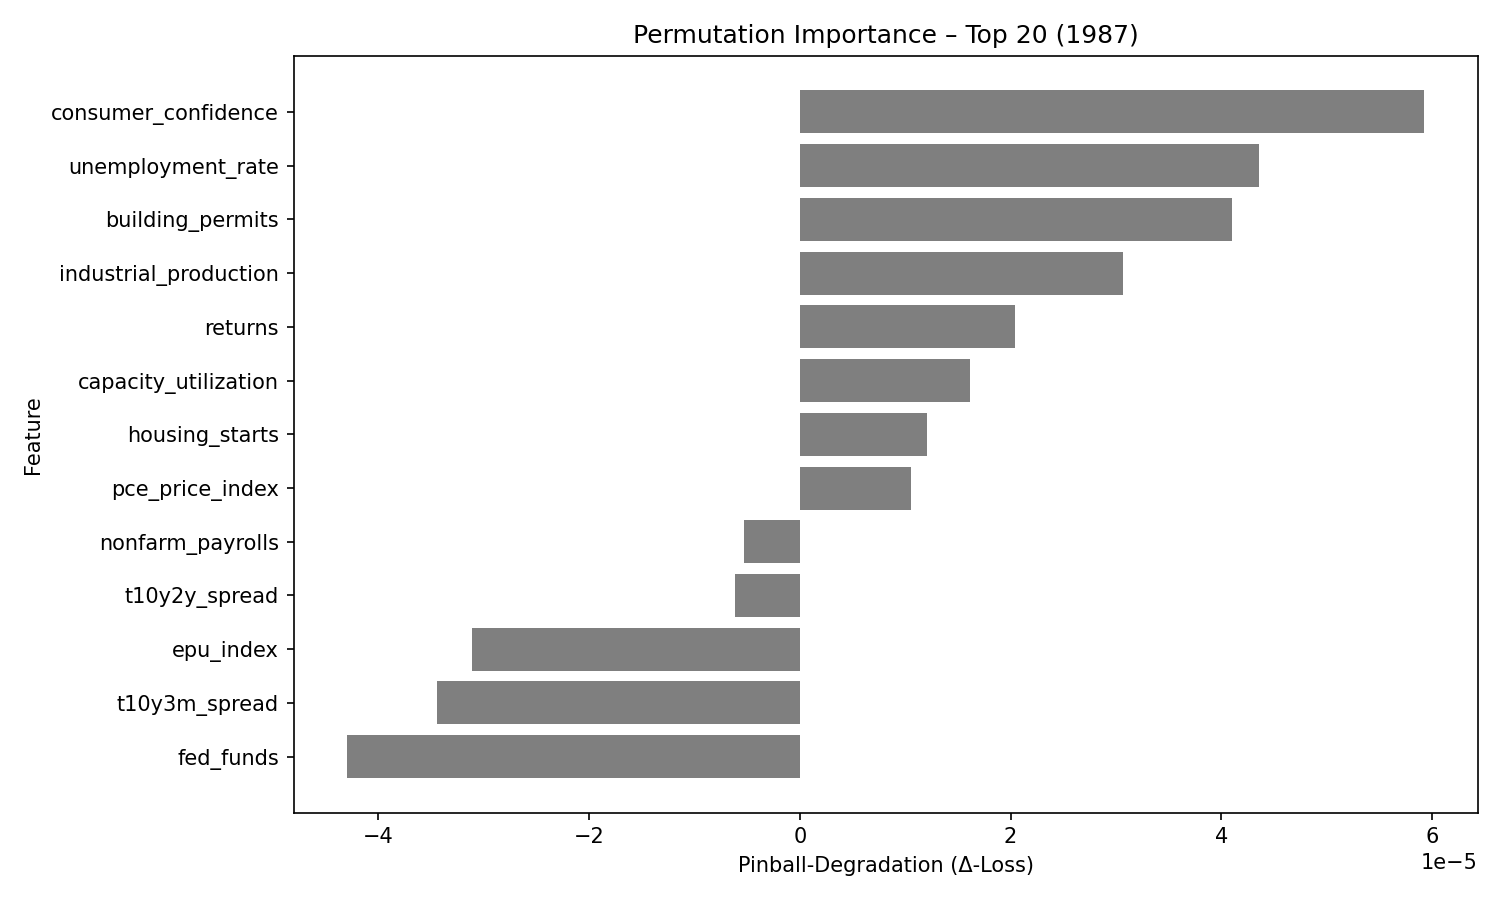 Permutation Importance – Top 20 (1987)
consumer_confidence
unemployment_rate
building_permits
industrial_production
returns
capacity_utilization
housing_starts
pce_price_index
nonfarm_payrolls
t10y2y_spread
epu_index
t10y3m_spread
fed_funds
Feature
−4 −2 0 2 4 6
1e−5
Pinball-Degradation (Δ-Loss)